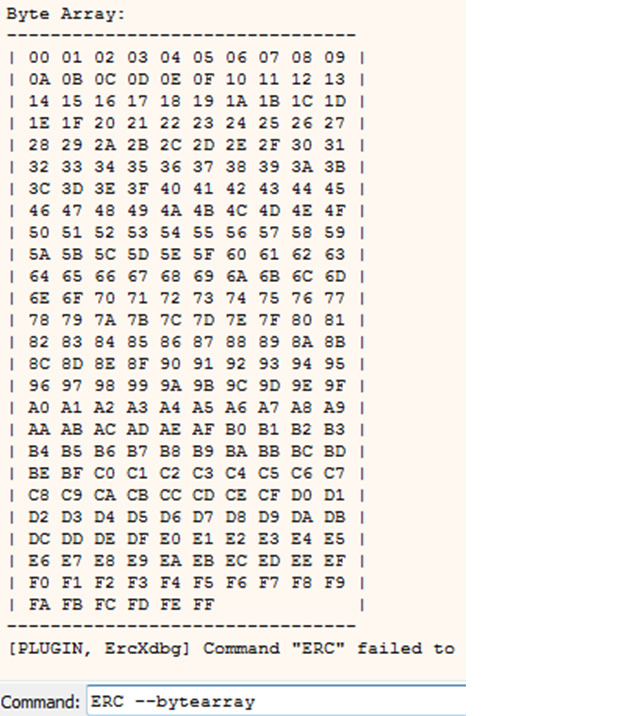 Byte Array:
---------------------------------
| 00 01 02 03 04 05 06 07 08 09 |
| 0A 0B 0C 0D 0E 0F 10 11 12 13 |
| 14 15 16 17 18 19 1A 1B 1C 1D |
| 1E 1F 20 21 22 23 24 25 26 27 |
| 28 29 2A 2B 2C 2D 2E 2F 30 31 |
| 32 33 34 35 36 37 38 39 3A 3B |
| 3C 3D 3E 3F 40 41 42 43 44 45 |
| 46 47 48 49 4A 4B 4C 4D 4E 4F |
| 50 51 52 53 54 55 56 57 58 59 |
| 5A 5B 5C 5D 5E 5F 60 61 62 63 |
| 64 65 66 67 68 69 6A 6B 6C 6D |
| 6E 6F 70 71 72 73 74 75 76 77 |
| 78 79 7A 7B 7C 7D 7E 7F 80 81 |
| 82 83 84 85 86 87 88 89 8A 8B |
| 8C 8D 8E 8F 90 91 92 93 94 95 |
| 96 97 98 99 9A 9B 9C 9D 9E 9F |
| A0 A1 A2 A3 A4 A5 A6 A7 A8 A9 |
| AA AB AC AD AE AF B0 B1 B2 B3 |
| B4 B5 B6 B7 B8 B9 BA BB BC BD |
| BE BF C0 C1 C2 C3 C4 C5 C6 C7 |
| C8 C9 CA CB CC CD CE CF D0 D1 |
| D2 D3 D4 D5 D6 D7 D8 D9 DA DB |
| DC DD DE DF E0 E1 E2 E3 E4 E5 |
| E6 E7 E8 E9 EA EB EC ED EE EF |
| F0 F1 F2 F3 F4 F5 F6 F7 F8 F9 |
| FA FB FC FD FE FF             |
---------------------------------
[PLUGIN, ErcXdbg] Command "ERC" failed to
Command: ERC --bytearray